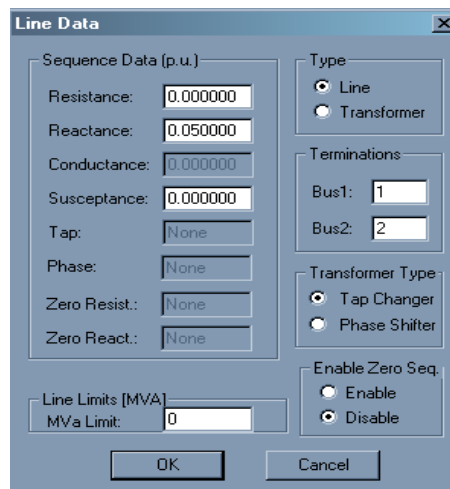 Line Data
Sequence Data (p.u.)
Resistance: 0.000000
Reactance: 0.050000
Conductance: 0.000000
Susceptance: 0.000000
Tap: None
Phase: None
Zero Resist.: None
Zero React.: None
Line Limits [MVA]
MVa Limit: 0
Type
Line
Transformer
Terminations
Bus1: 1
Bus2: 2
Transformer Type
Tap Changer
Phase Shifter
Enable Zero Seq.
Enable
Disable
OK
Cancel